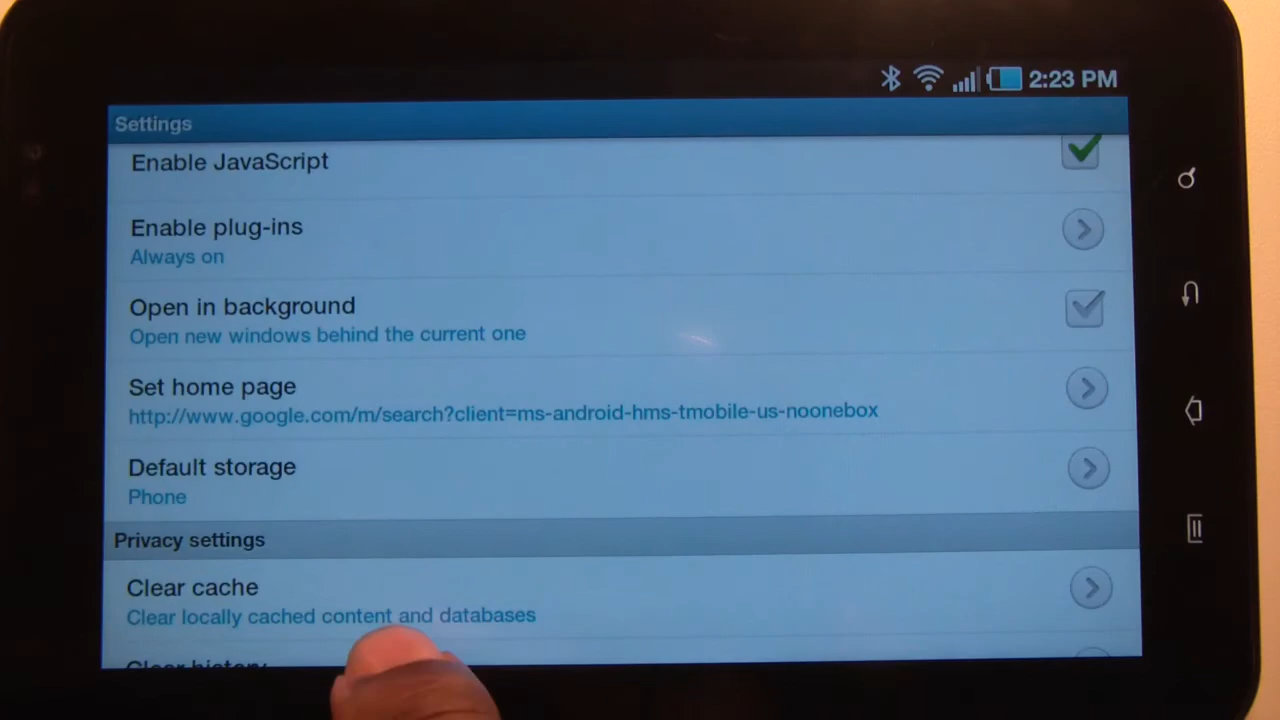 2:23 PM
Settings
Enable JavaScript
Enable plug-ins
Always on
Open in background
Open new windows behind the current one
Set home page
http://www.google.com/m/search?client=ms-android-hms-tmobile-us-noonebox
Default storage
Phone
Privacy settings
Clear cache
Clear locally cached content and databases
Clear history